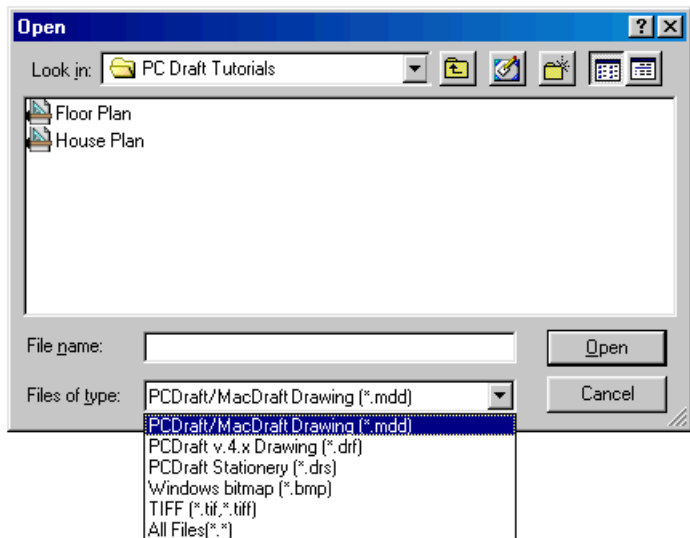 Open
Look in: PC Draft Tutorials
Floor Plan
House Plan
File name:
Open
Files of type: PCDraft/MacDraft Drawing (*.mdd)
Cancel
PCDraft/MacDraft Drawing (*.mdd)
PCDraft v.4.x Drawing (*.drf)
PCDraft Stationery (*.drs)
Windows bitmap (*.bmp)
TIFF (*.tif,*.tiff)
All Files(*.*)